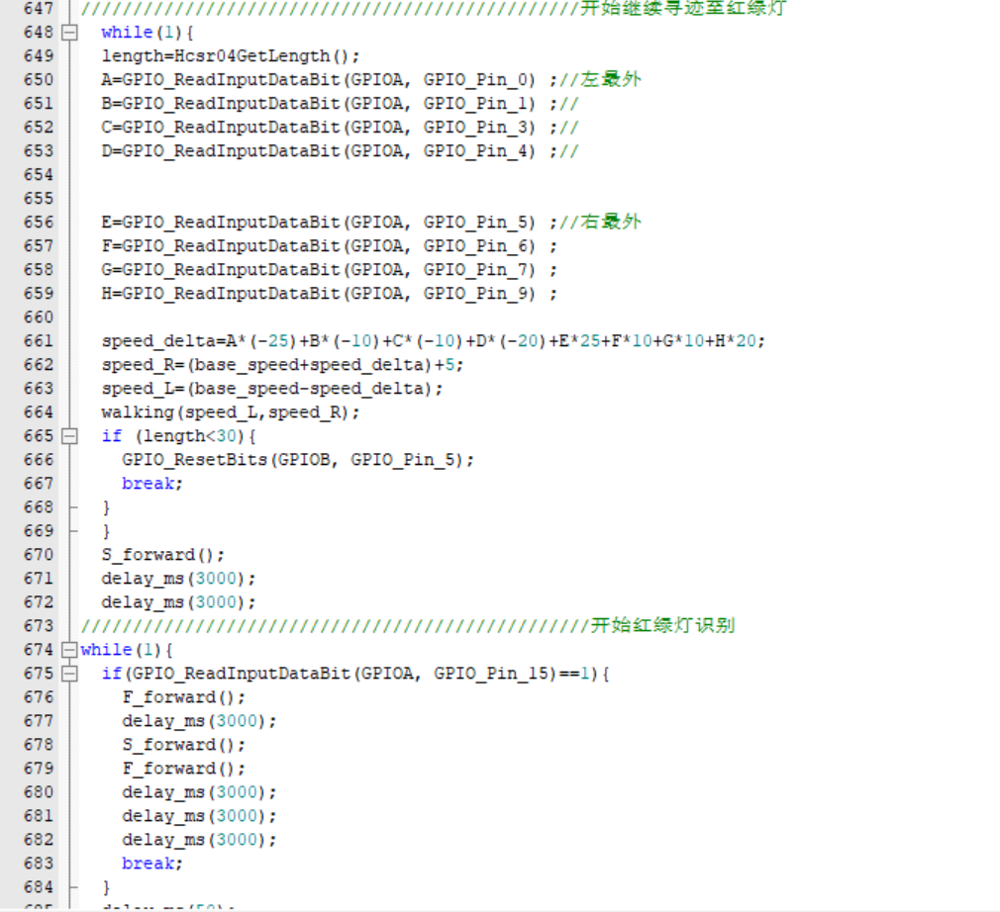 647 ////////////////////////////////////////////////开始继续寻迹至红绿灯
648 while(1){
649 length=Hcsr04GetLength();
650 A=GPIO_ReadInputDataBit(GPIOA, GPIO_Pin_0) ;//左最外
651 B=GPIO_ReadInputDataBit(GPIOA, GPIO_Pin_1) ;//
652 C=GPIO_ReadInputDataBit(GPIOA, GPIO_Pin_3) ;//
653 D=GPIO_ReadInputDataBit(GPIOA, GPIO_Pin_4) ;//
654
655
656 E=GPIO_ReadInputDataBit(GPIOA, GPIO_Pin_5) ;//右最外
657 F=GPIO_ReadInputDataBit(GPIOA, GPIO_Pin_6) ;
658 G=GPIO_ReadInputDataBit(GPIOA, GPIO_Pin_7) ;
659 H=GPIO_ReadInputDataBit(GPIOA, GPIO_Pin_9) ;
660
661 speed_delta=A*(-25)+B*(-10)+C*(-10)+D*(-20)+E*25+F*10+G*10+H*20;
662 speed_R=(base_speed+speed_delta)+5;
663 speed_L=(base_speed-speed_delta);
664 walking(speed_L,speed_R);
665 if (length<30){
666 GPIO_ResetBits(GPIOB, GPIO_Pin_5);
667 break;
668 }
669 }
670 S_forward();
671 delay_ms(3000);
672 delay_ms(3000);
673 /////////////////////////////////////////////////开始红绿灯识别
674 while(1){
675 if(GPIO_ReadInputDataBit(GPIOA, GPIO_Pin_15)==1){
676 F_forward();
677 delay_ms(3000);
678 S_forward();
679 F_forward();
680 delay_ms(3000);
681 delay_ms(3000);
682 delay_ms(3000);
683 break;
684 }